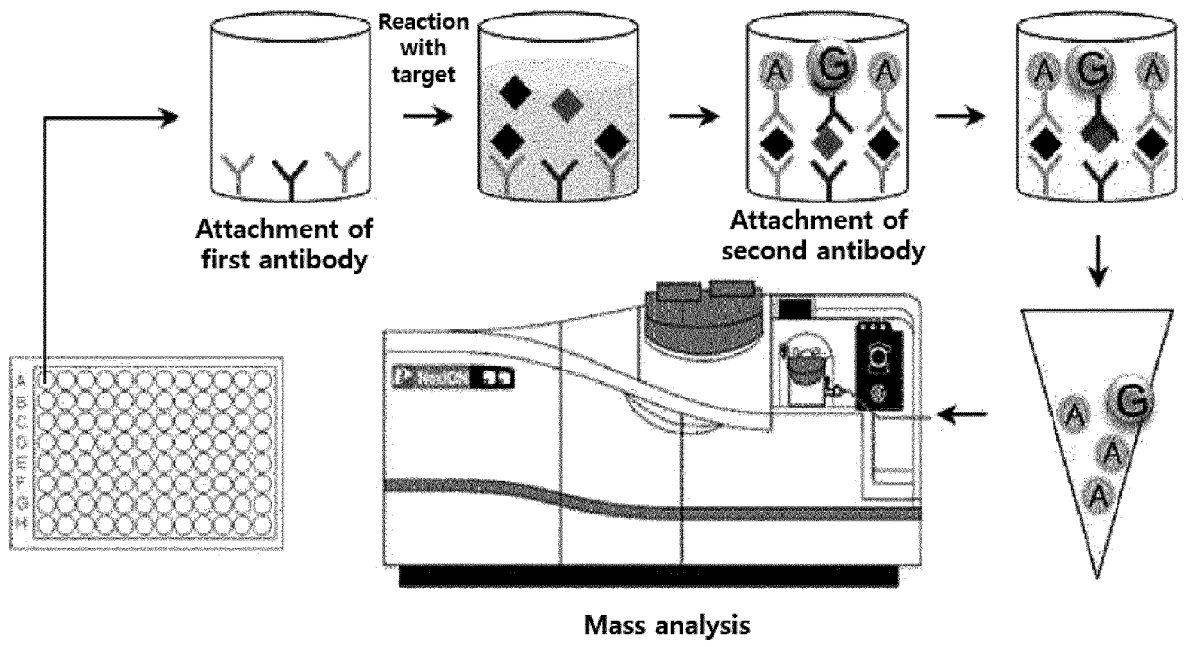 Reaction
with
target
A G A
A G A
Attachment of
first antibody
Attachment of
second antibody
A
B
C
D
E
F
G
H
A G
A
A
Mass analysis